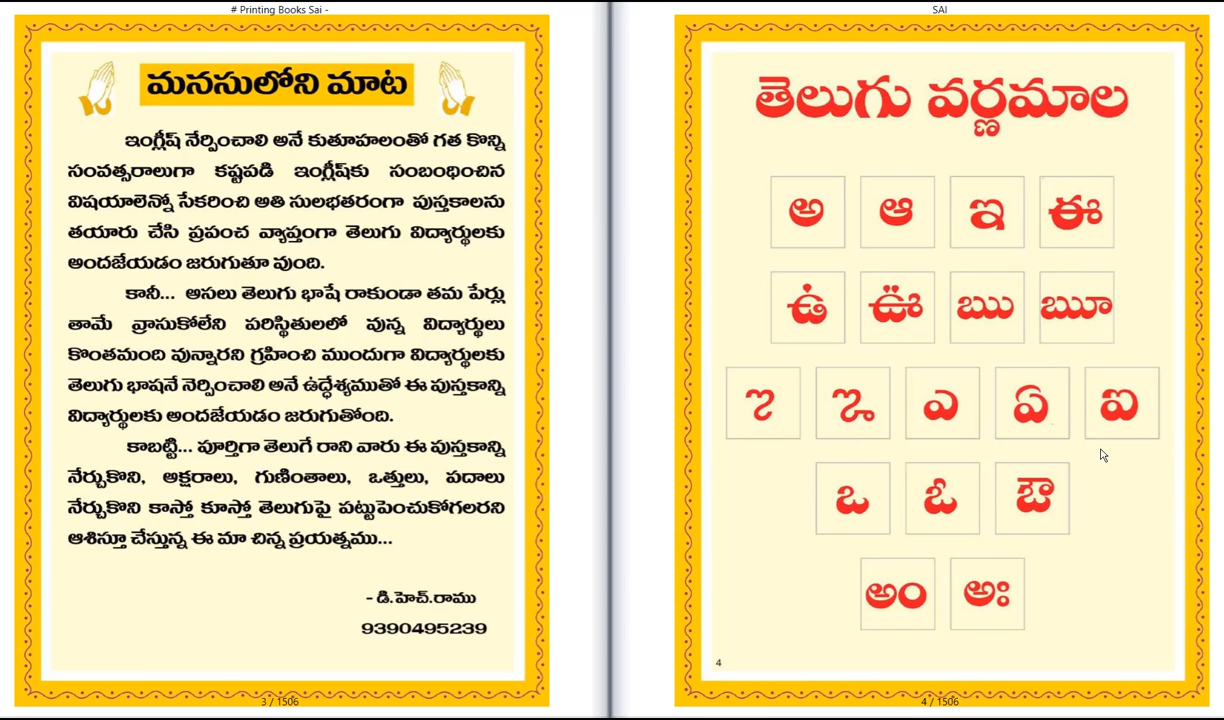 # Printing Books Sai -
మనసులోని మాట
ఇంగ్లీష్ నేర్పించాలి అనే కుతూహలంతో గత కొన్ని
సంవత్సరాలుగా కష్టపడి ఇంగ్లీష్‌కు సంబంధించిన
విషయాలెన్నో సేకరించి అతి సులభతరంగా పుస్తకాలను
తయారు చేసి ప్రపంచ వ్యాప్తంగా తెలుగు విద్యార్థులకు
అందజేయడం జరుగుతూ వుంది.
కానీ... అసలు తెలుగు భాషే రాకుండా తమ పేర్లు
తామే వ్రాసుకోలేని పరిస్థితులలో వున్న విద్యార్థులు
కొంతమంది వున్నారని గ్రహించి ముందుగా విద్యార్థులకు
తెలుగు భాషనే నేర్పించాలి అనే ఉద్ధేశ్యముతో ఈ పుస్తకాన్ని
విద్యార్థులకు అందజేయడం జరుగుతోంది.
కాబట్టి... పూర్తిగా తెలుగే రాని వారు ఈ పుస్తకాన్ని
నేర్చుకొని, అక్షరాలు, గుణింతాలు, ఒత్తులు, పదాలు
నేర్చుకొని కాస్తో కూస్తో తెలుగుపై పట్టుపెంచుకోగలరని
ఆశిస్తూ చేస్తున్న ఈ మా చిన్న ప్రయత్నము...
- డి.హెచ్.రాము
9390495239
3 / 1506
SAI
తెలుగు వర్ణమాల
అ ఆ ఇ ఈ
ఉ ఊ ఋ ౠ
ఌ ౡ ఎ ఏ ఐ
ఒ ఓ ఔ
అం అః
4
4 / 1506